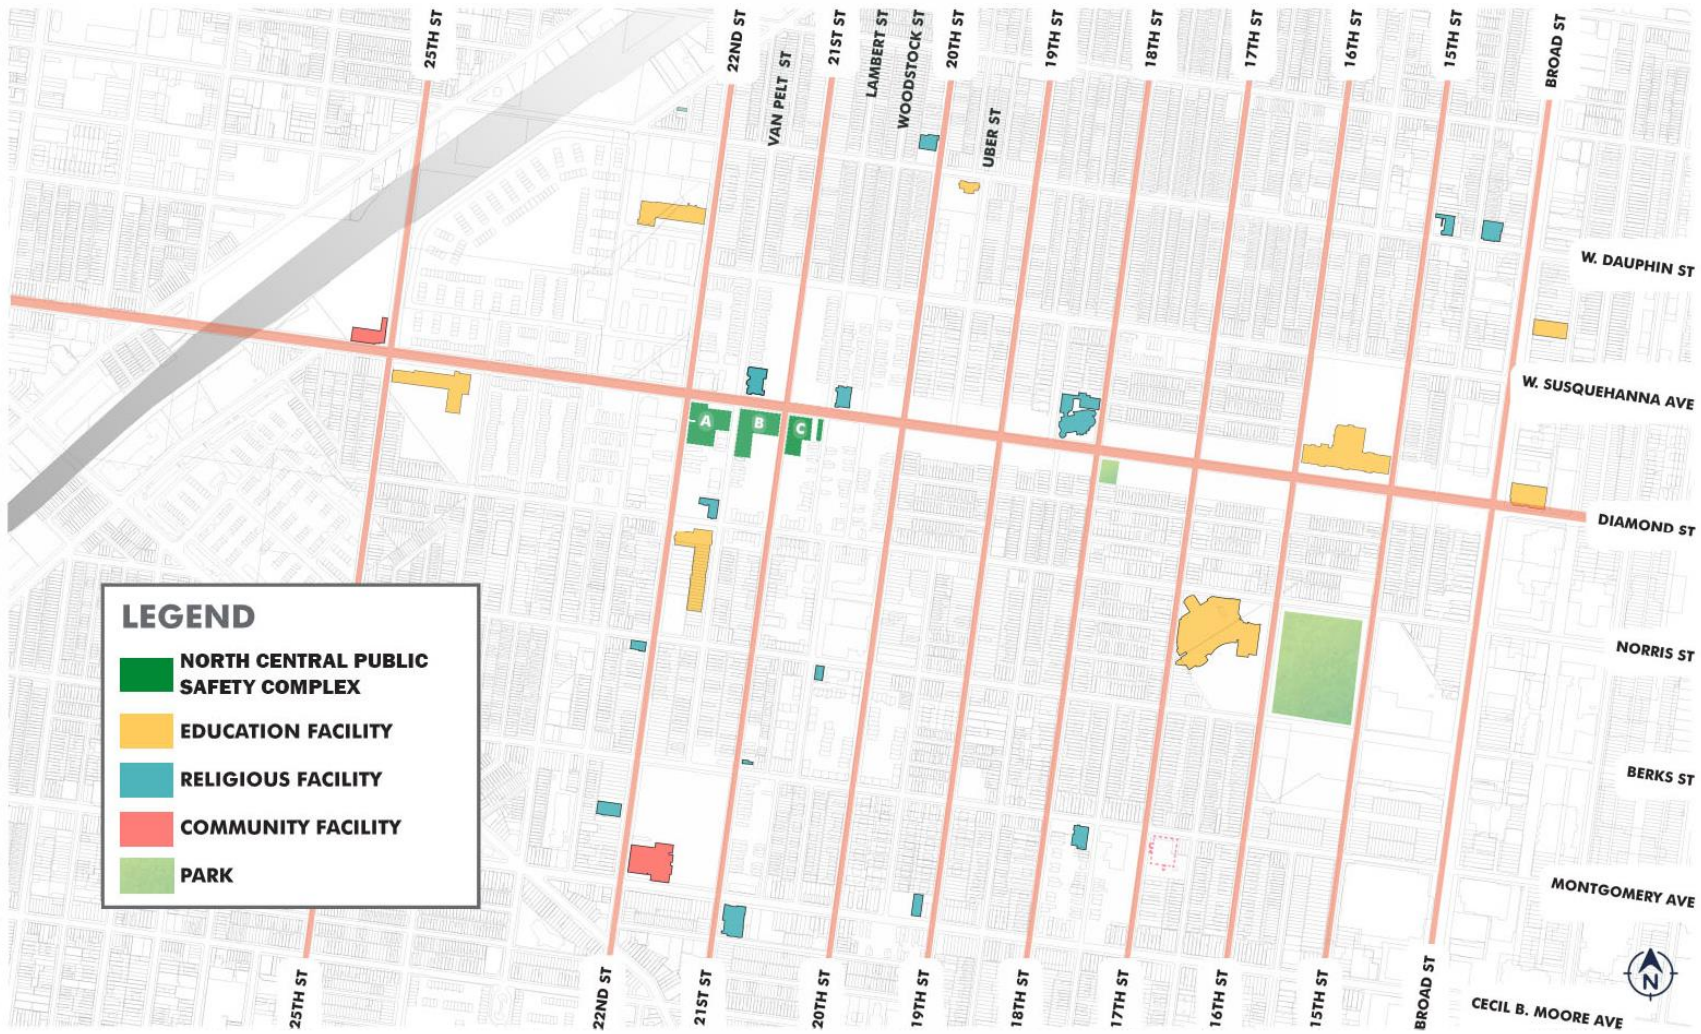 25TH ST
22ND ST
VAN PELT ST
21ST ST
LAMBERT ST
WOODSTOCK ST
20TH ST
UBER ST
19TH ST
18TH ST
17TH ST
16TH ST
15TH ST
BROAD ST
W. DAUPHIN ST
W. SUSQUEHANNA AVE
A
B
C
DIAMOND ST
NORRIS ST
BERKS ST
MONTGOMERY AVE
CECIL B. MOORE AVE
LEGEND
NORTH CENTRAL PUBLIC
SAFETY COMPLEX
EDUCATION FACILITY
RELIGIOUS FACILITY
COMMUNITY FACILITY
PARK
25TH ST
22ND ST
21ST ST
20TH ST
19TH ST
18TH ST
17TH ST
16TH ST
15TH ST
BROAD ST
N